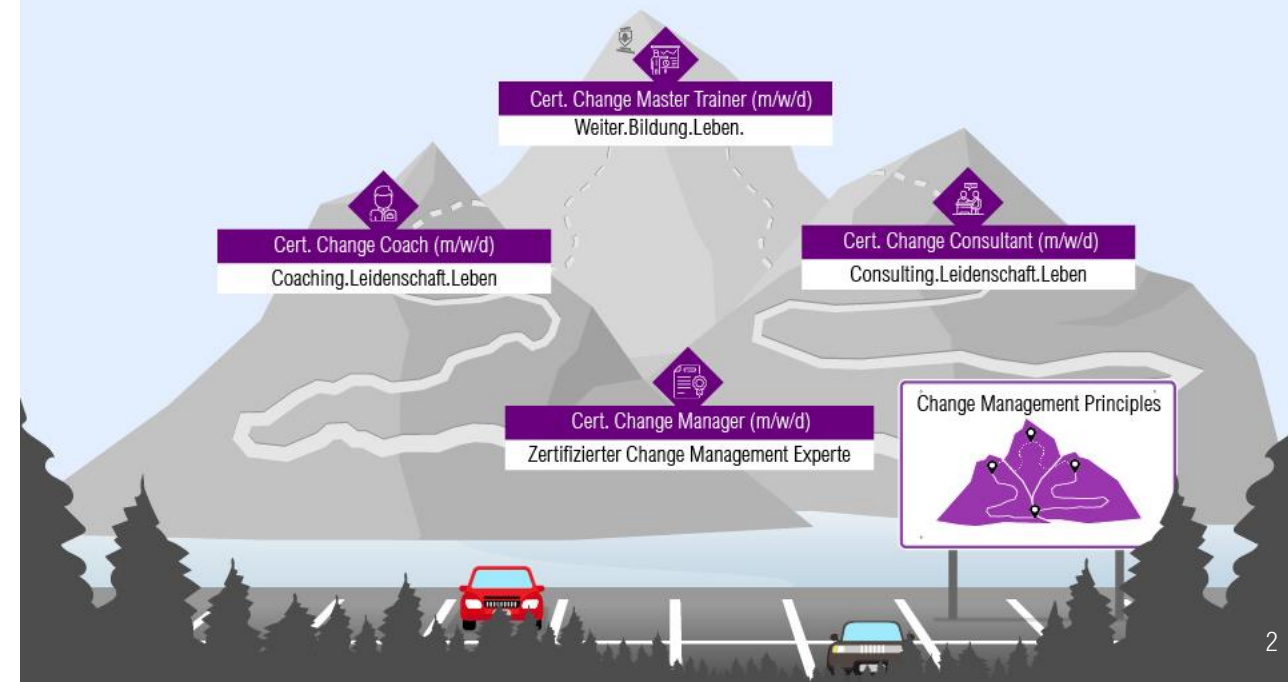 Cert. Change Master Trainer (m/w/d)
Weiter.Bildung.Leben.
Cert. Change Coach (m/w/d)
Coaching.Leidenschaft.Leben
Cert. Change Consultant (m/w/d)
Consulting.Leidenschaft.Leben
Cert. Change Manager (m/w/d)
Zertifizierter Change Management Experte
Change Management Principles
2